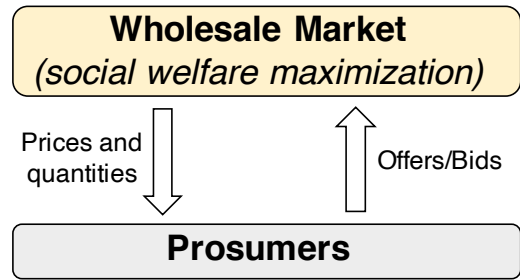 Wholesale Market
(social welfare maximization)
Prices and
quantities
Offers/Bids
Prosumers